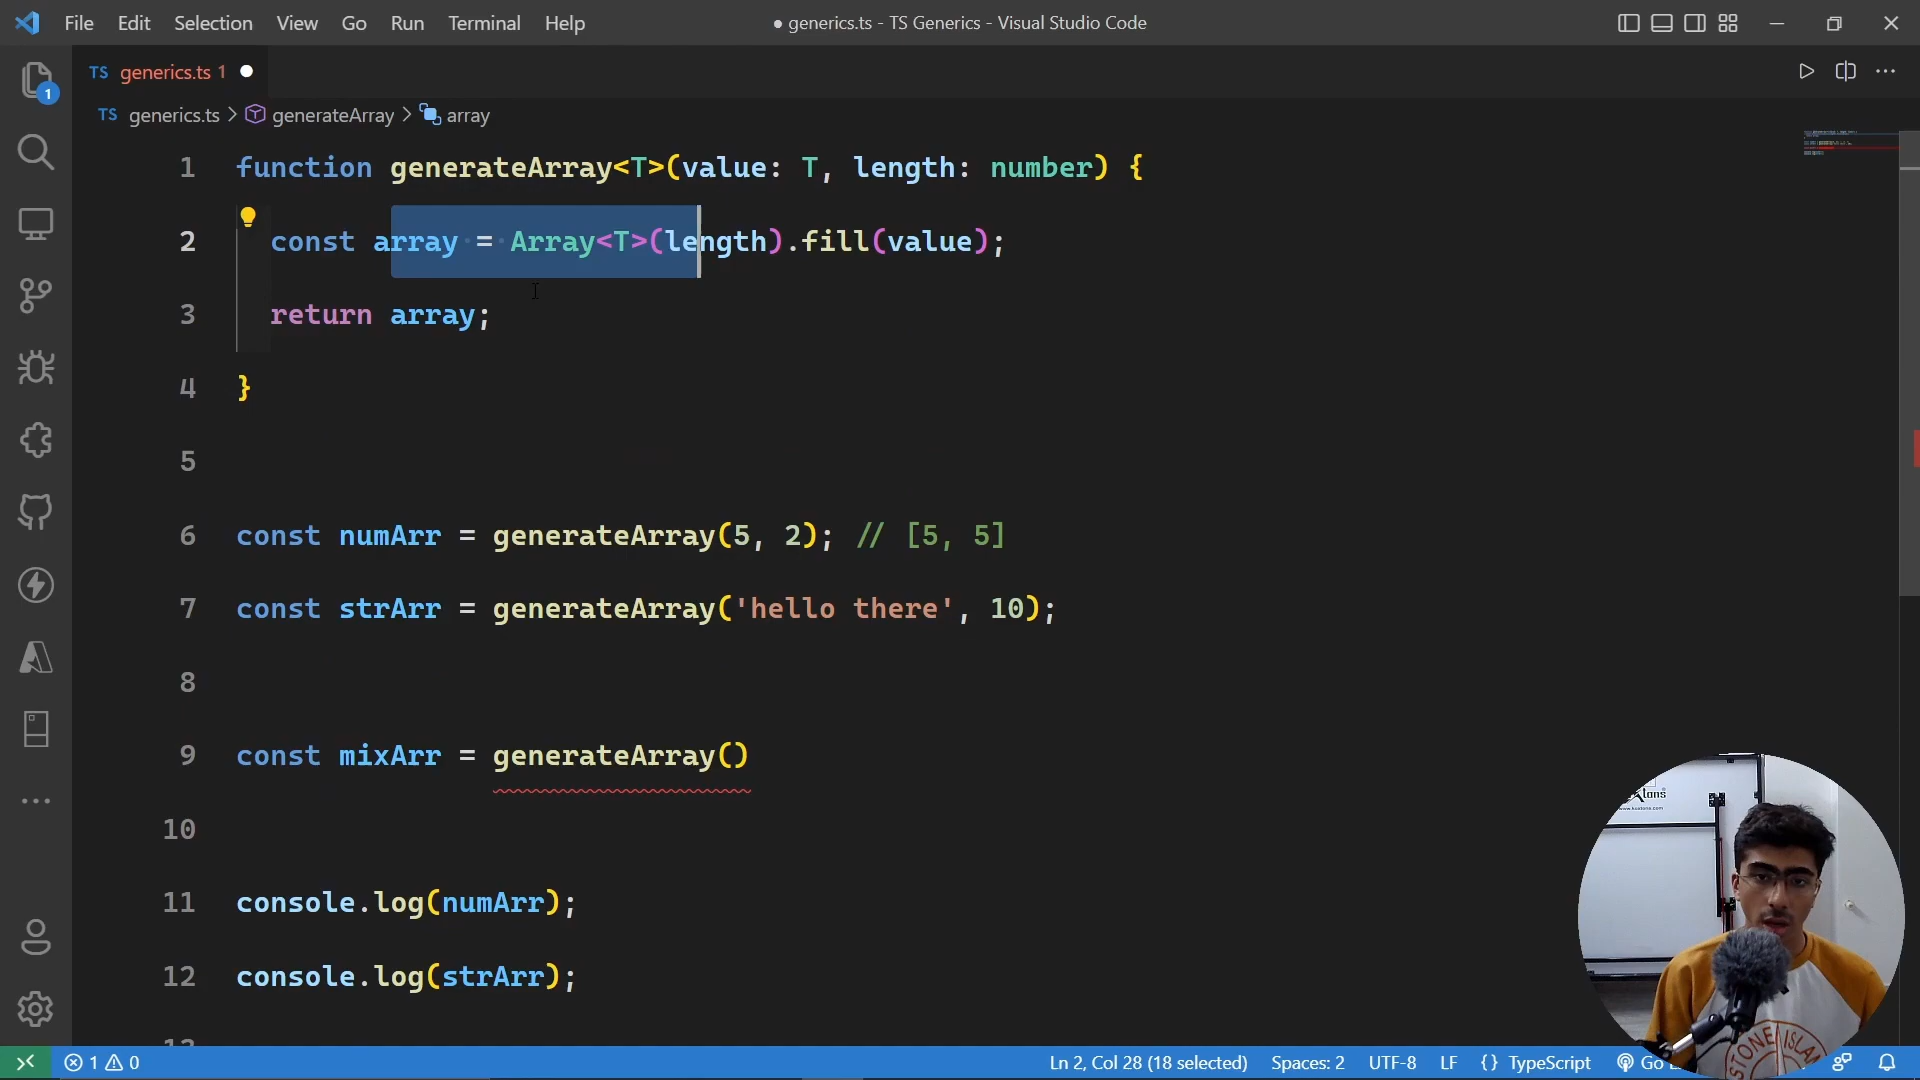 File Edit Selection View Go Run Terminal Help
● generics.ts - TS Generics - Visual Studio Code
TS generics.ts 1 ●
TS generics.ts > generateArray > array
1
1 function generateArray<T>(value: T, length: number) {
2 const array = Array<T>(length).fill(value);
3 return array;
4 }
5
6 const numArr = generateArray(5, 2); // [5, 5]
7 const strArr = generateArray('hello there', 10);
8
9 const mixArr = generateArray()
10
11 console.log(numArr);
12 console.log(strArr);
1 0
Ln 2, Col 28 (18 selected) Spaces: 2 UTF-8 LF {} TypeScript Go